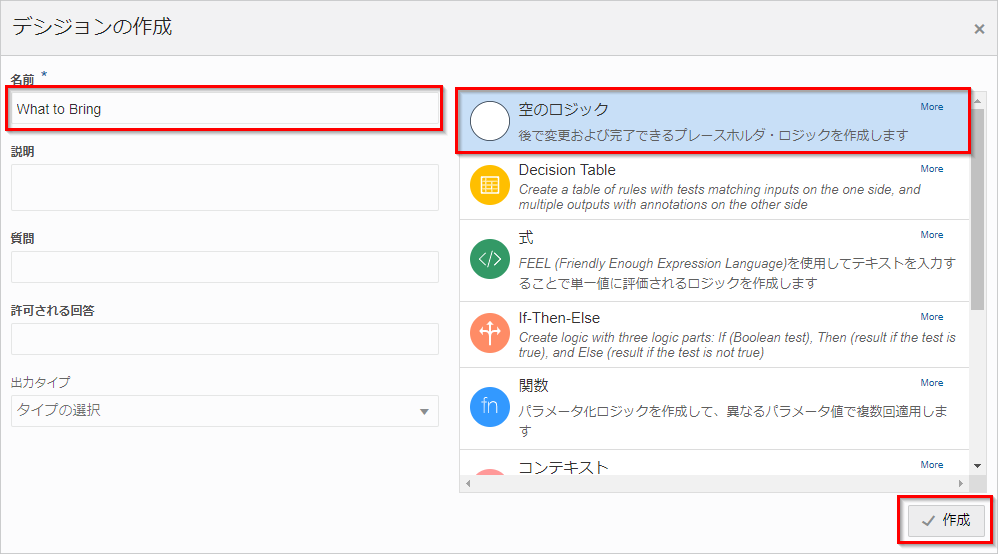 デシジョンの作成
×
名前 *
What to Bring
説明
質問
許可される回答
出力タイプ
タイプの選択
空のロジック
More
後で変更および完了できるプレースホルダ・ロジックを作成します
Decision Table
More
Create a table of rules with tests matching inputs on the one side, and
multiple outputs with annotations on the other side
式
More
</>
FEEL (Friendly Enough Expression Language)を使用してテキストを入力す
ることで単一値に評価されるロジックを作成します
If-Then-Else
More
Create logic with three logic parts: If (Boolean test), Then (result if the test is
true), and Else (result if the test is not true)
関数
More
fn
パラメータ化ロジックを作成して、異なるパラメータ値で複数回適用しま
す
コンテキスト
More
作成